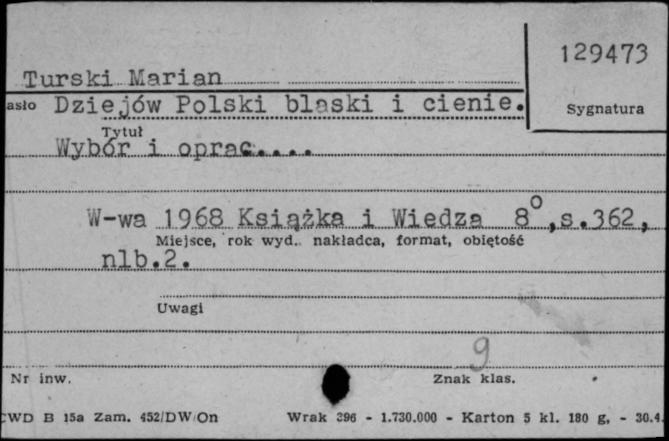 129473
Turski Marian
asło Dziejów Polski blaski i cienie.
Sygnatura
Tytuł
Wybór i oprac....
W-wa 1968 Książka i Wiedza 8o,s.362,
Miejsce, rok wyd. nakładca, format, objętość
nlb.2.
Uwagi
9
Nr inw. Znak klas.
CWD B 15a Zam. 452/DW/On Wrak 396 - 1.730.000 - Karton 5 kl. 180 g, - 30.4